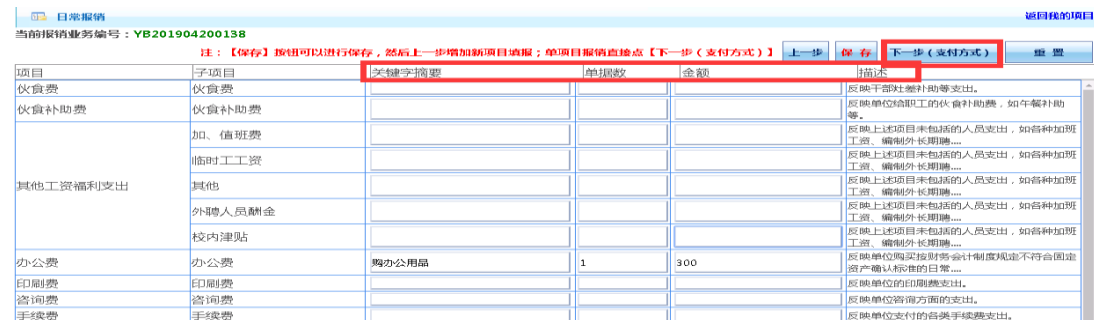 日常报销 返回我的项目
当前报销业务编号：YB201904200138
注：【保存】按钮可以进行保存，然后上一步增加新项目填报；单项目报销直接点【下一步（支付方式）】 上一步 保 存 下一步（支付方式） 重 置
项目 子项目 关键字摘要 单据数 金额 描述
伙食费 伙食费 反映干部灶差补助等支出。
伙食补助费 伙食补助费 反映单位给职工的伙食补助费，如午餐补助
等。
其他工资福利支出
加、值班费 反映上述项目未包括的人员支出，如各种加班
工资、编制外长期聘....
临时工工资 反映上述项目未包括的人员支出，如各种加班
工资、编制外长期聘....
其他 反映上述项目未包括的人员支出，如各种加班
工资、编制外长期聘....
外聘人员酬金 反映上述项目未包括的人员支出，如各种加班
工资、编制外长期聘....
校内津贴 反映上述项目未包括的人员支出，如各种加班
工资、编制外长期聘....
办公费 办公费 购办公用品 1 300 反映单位购买按财务会计制度规定不符合固定
资产确认标准的日常....
印刷费 印刷费 反映单位的印刷费支出。
咨询费 咨询费 反映单位咨询方面的支出。
手续费 手续费 反映单位支付的各类手续费支出。